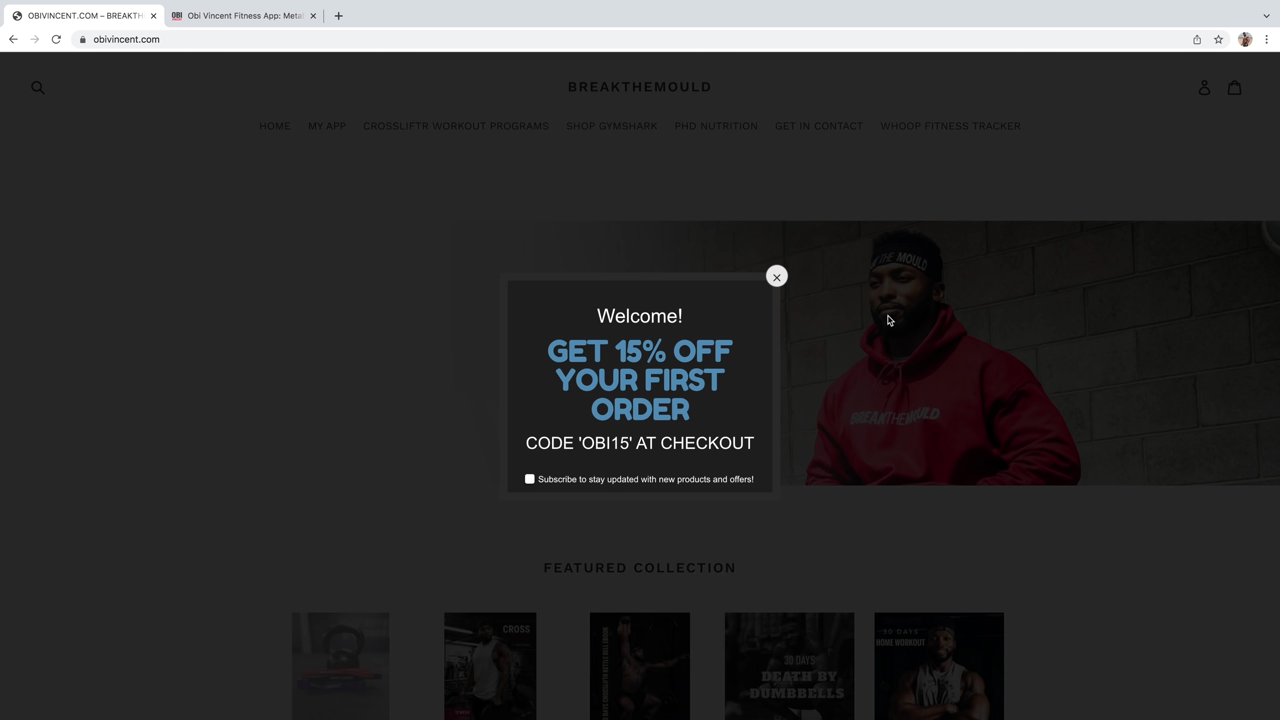 OBIVINCENT.COM – BREAKTH
Obi Vincent Fitness App: Meta
obivincent.com
BREAKTHEMOULD
HOME MY APP CROSSLIFTR WORKOUT PROGRAMS SHOP GYMSHARK PHD NUTRITION GET IN CONTACT WHOOP FITNESS TRACKER
THE MOULD
BREAKTHEMOULD
Welcome!
GET 15% OFF
YOUR FIRST
ORDER
CODE 'OBI15' AT CHECKOUT
Subscribe to stay updated with new products and offers!
FEATURED COLLECTION
CROSS
30 DAYS
DEATH BY
DUMBBELLS
30 DAYS
HOME WORKOUT